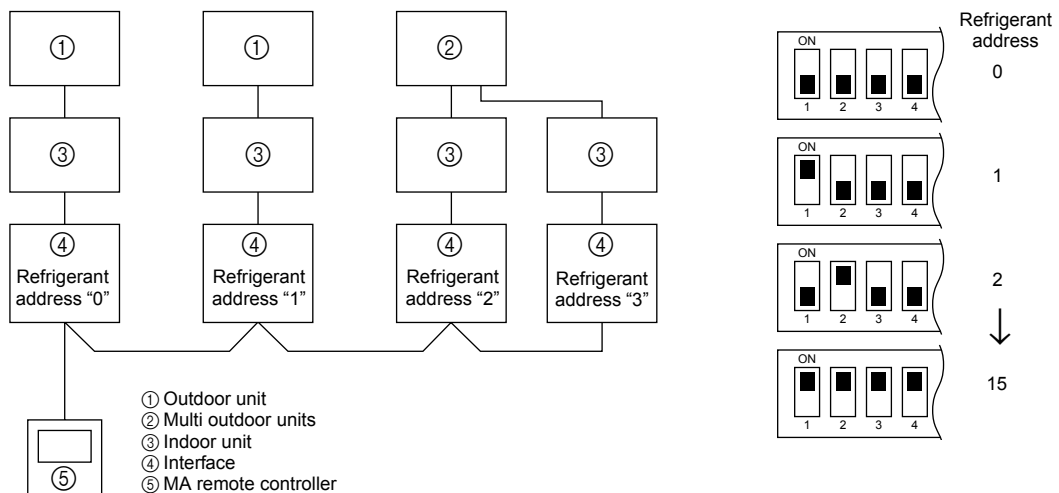 ① ① ②
③ ③ ③ ③
④ ④ ④ ④
Refrigerant
address “0”
Refrigerant
address “1”
Refrigerant
address “2”
Refrigerant
address “3”
⑤
① Outdoor unit
② Multi outdoor units
③ Indoor unit
④ Interface
⑤ MA remote controller
Refrigerant
address
ON
1 2 3 4
0
ON
1 2 3 4
1
ON
1 2 3 4
2
ON
1 2 3 4
15